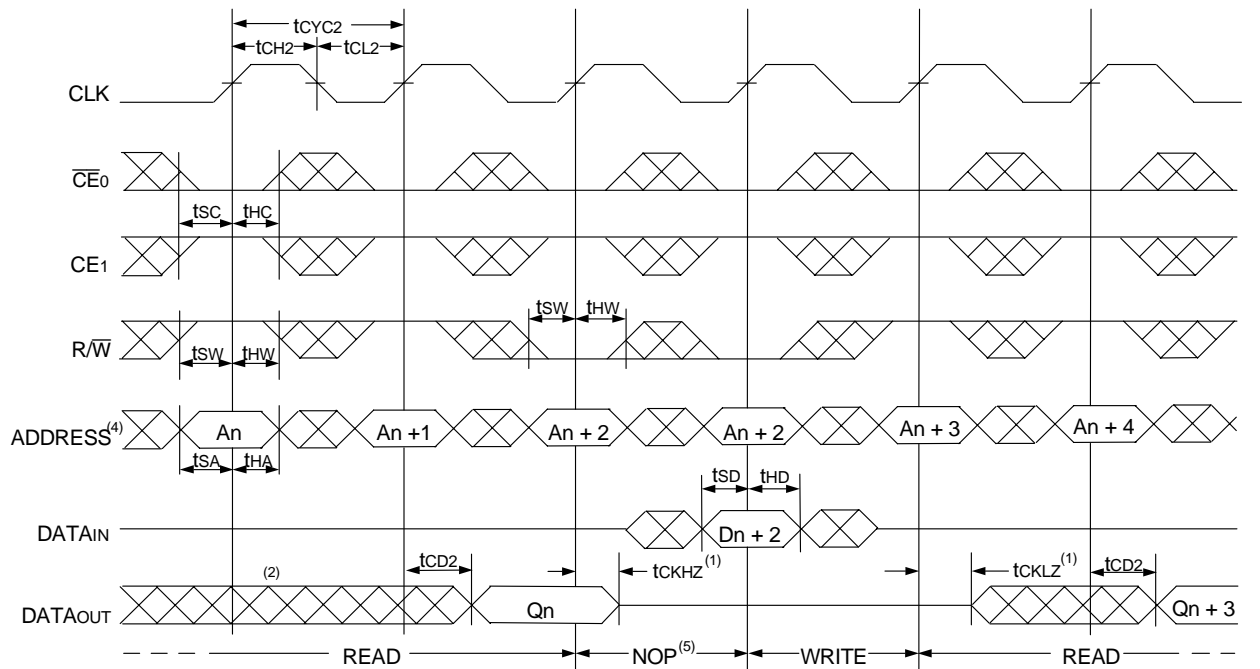 tCYC2
tCH2 tCL2
CLK
CE0
tSC tHC
CE1
tSW tHW
R/W
tSW tHW
ADDRESS(4) An An +1 An + 2 An + 2 An + 3 An + 4
tSA tHA
tSD tHD
DATAIN Dn + 2
(2) tCD2 tCKHZ(1) tCKLZ(1) tCD2
DATAOUT Qn Qn + 3
READ NOP(5) WRITE READ